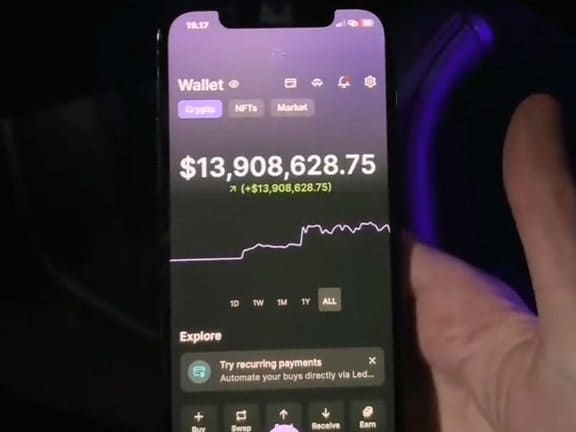 19.17
Wallet
Crypto NFTs Market
$13,908,628.75
(+$13,908,628.75)
1D 1W 1M 1Y ALL
Explore
Try recurring payments
Automate your buys directly via Led...
Buy Swap Send Receive Earn